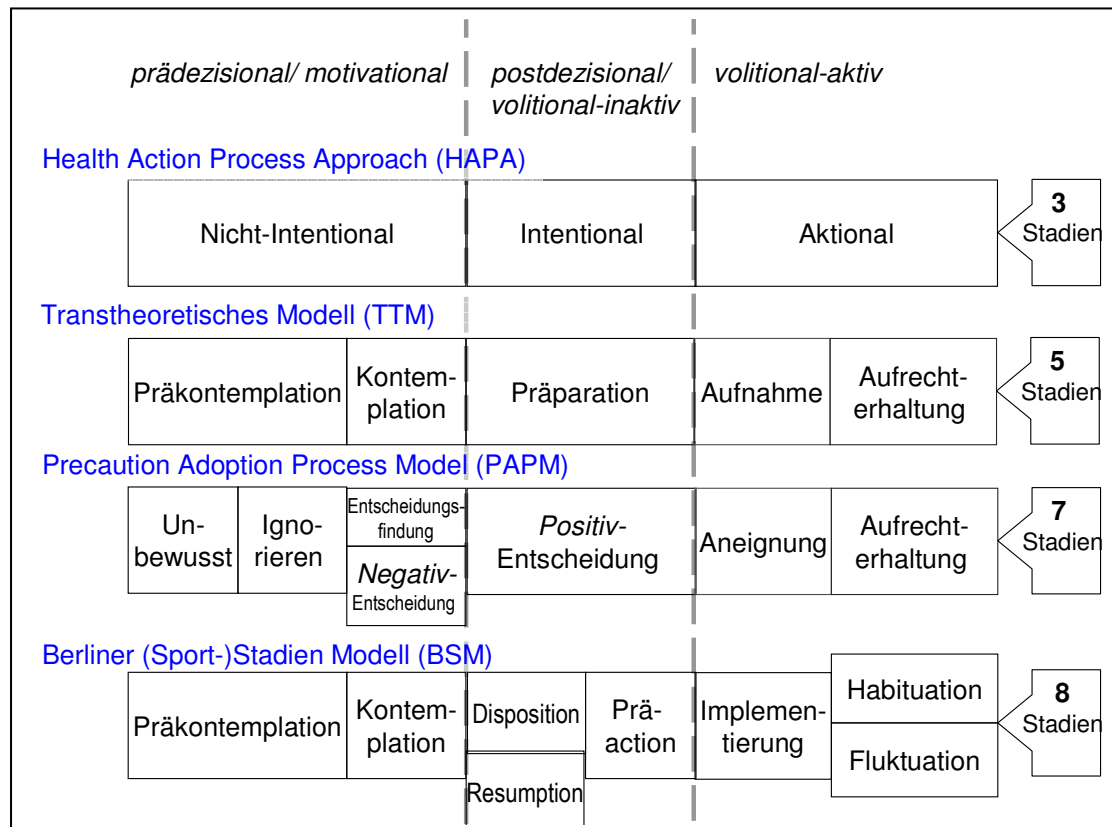 prädezisional/ motivational
postdezisional/
volitional-inaktiv
volitional-aktiv
Health Action Process Approach (HAPA)
Nicht-Intentional
Intentional
Aktional
3
Stadien
Transtheoretisches Modell (TTM)
Präkontemplation
Kontem-
plation
Präparation
Aufnahme
Aufrecht-
erhaltung
5
Stadien
Precaution Adoption Process Model (PAPM)
Un-
bewusst
Igno-
rieren
Entscheidungs-
findung
Negativ-
Entscheidung
Positiv-
Entscheidung
Aneignung
Aufrecht-
erhaltung
7
Stadien
Berliner (Sport-)Stadien Modell (BSM)
Präkontemplation
Kontem-
plation
Disposition
Resumption
Prä-
action
Implemen-
tierung
Habituation
Fluktuation
8
Stadien